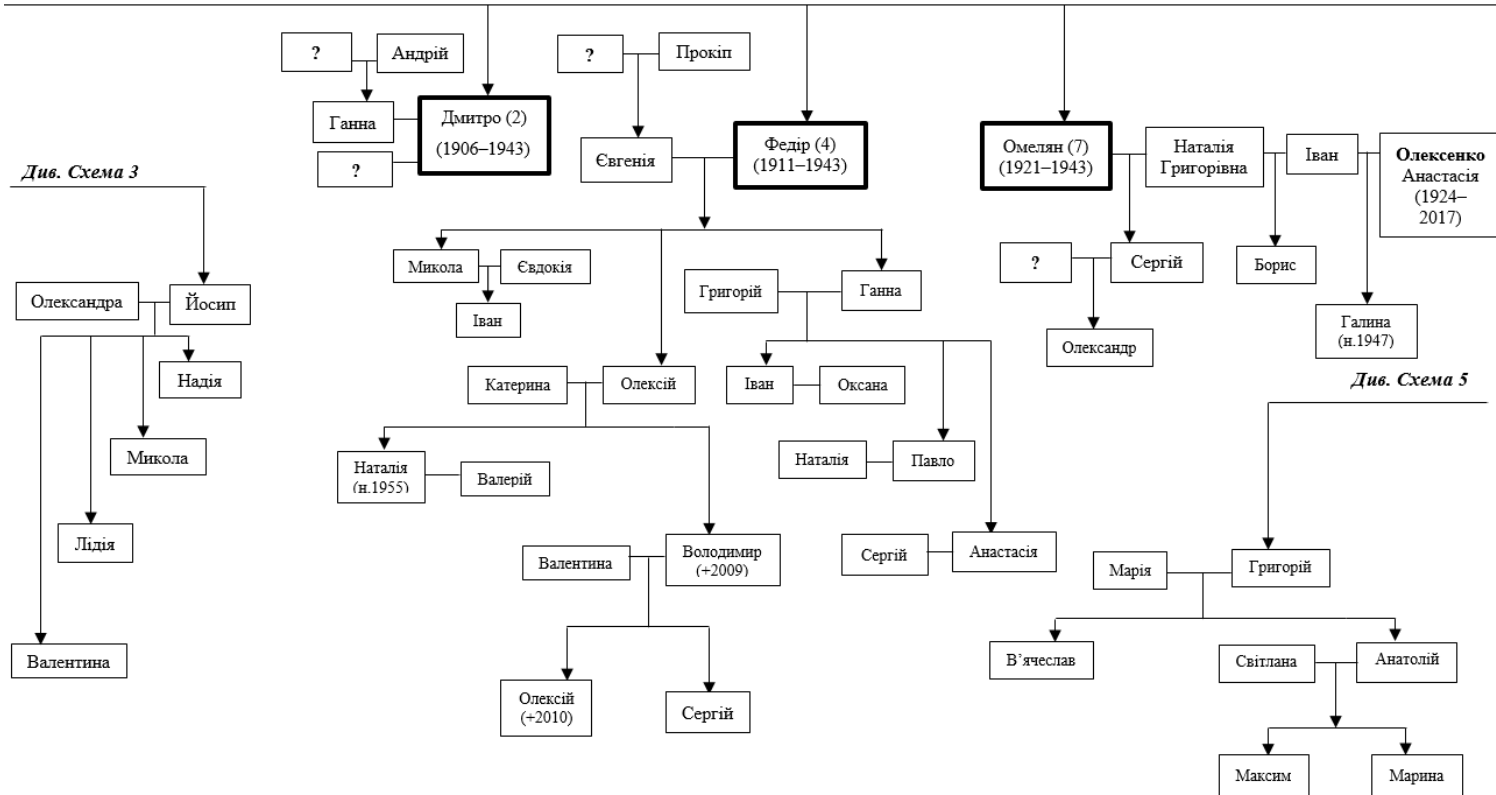 ?
Андрій
?
Прокіп
Ганна
Дмитро (2)
(1906–1943)
?
Євгенія
Федір (4)
(1911–1943)
Омелян (7)
(1921–1943)
Наталія
Григорівна
Іван
Олексенко
Анастасія
(1924–
2017)
Див. Схема 3
Микола
Євдокія
Григорій
Ганна
?
Сергій
Борис
Олександра
Йосип
Іван
Олександр
Галина
(н.1947)
Надія
Катерина
Олексій
Іван
Оксана
Див. Схема 5
Микола
Наталія
(н.1955)
Валерій
Наталія
Павло
Лідія
Валентина
Володимир
(+2009)
Сергій
Анастасія
Марія
Григорій
Валентина
В’ячеслав
Світлана
Анатолій
Олексій
(+2010)
Сергій
Максим
Марина